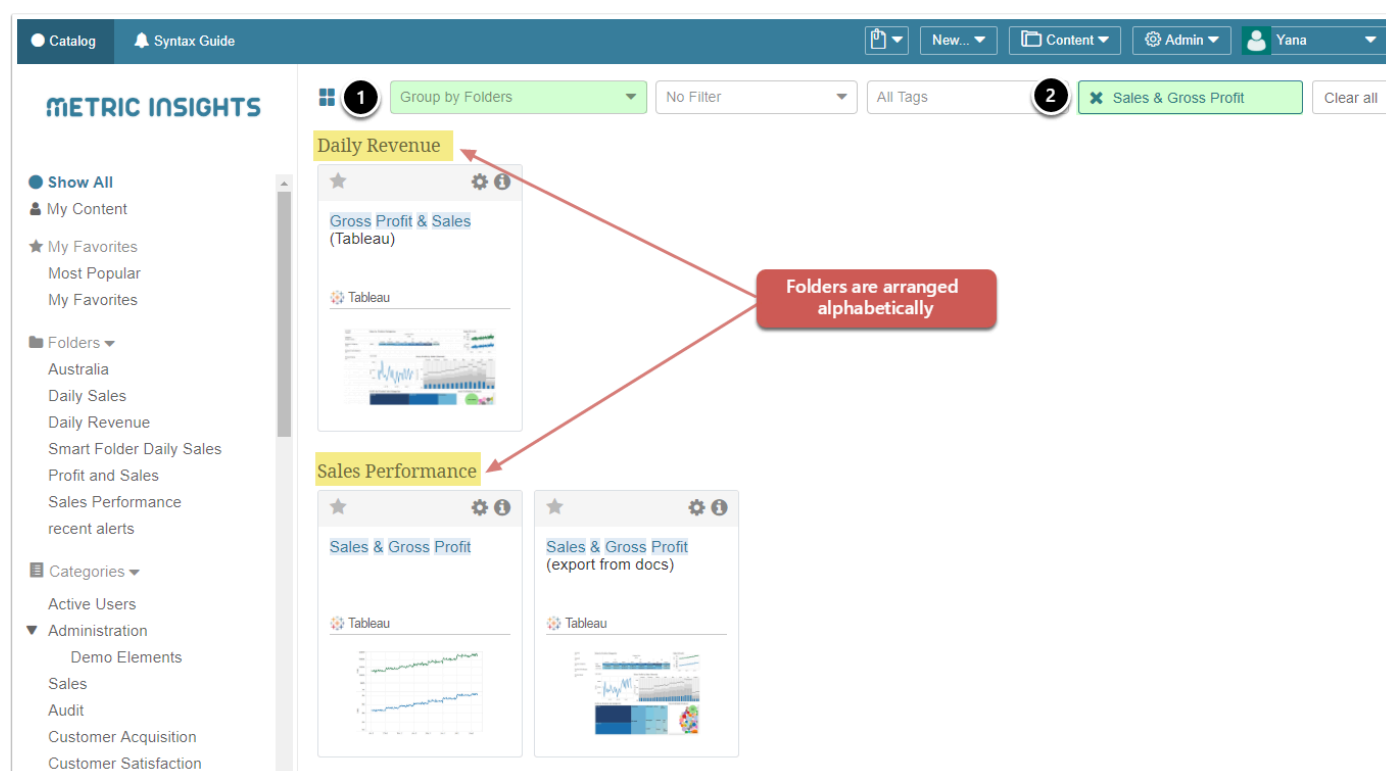 Catalog
Syntax Guide
New...
Content
Admin
Yana
METRIC INSIGHTS
1
Group by Folders
No Filter
All Tags
2
Sales & Gross Profit
Clear all
Show All
My Content
My Favorites
Most Popular
My Favorites
Folders
Australia
Daily Sales
Daily Revenue
Smart Folder Daily Sales
Profit and Sales
Sales Performance
recent alerts
Categories
Active Users
Administration
Demo Elements
Sales
Audit
Customer Acquisition
Customer Satisfaction
Daily Revenue
Gross Profit & Sales
(Tableau)
Tableau
Folders are arranged
alphabetically
Sales Performance
Sales & Gross Profit
Tableau
Sales & Gross Profit
(export from docs)
Tableau